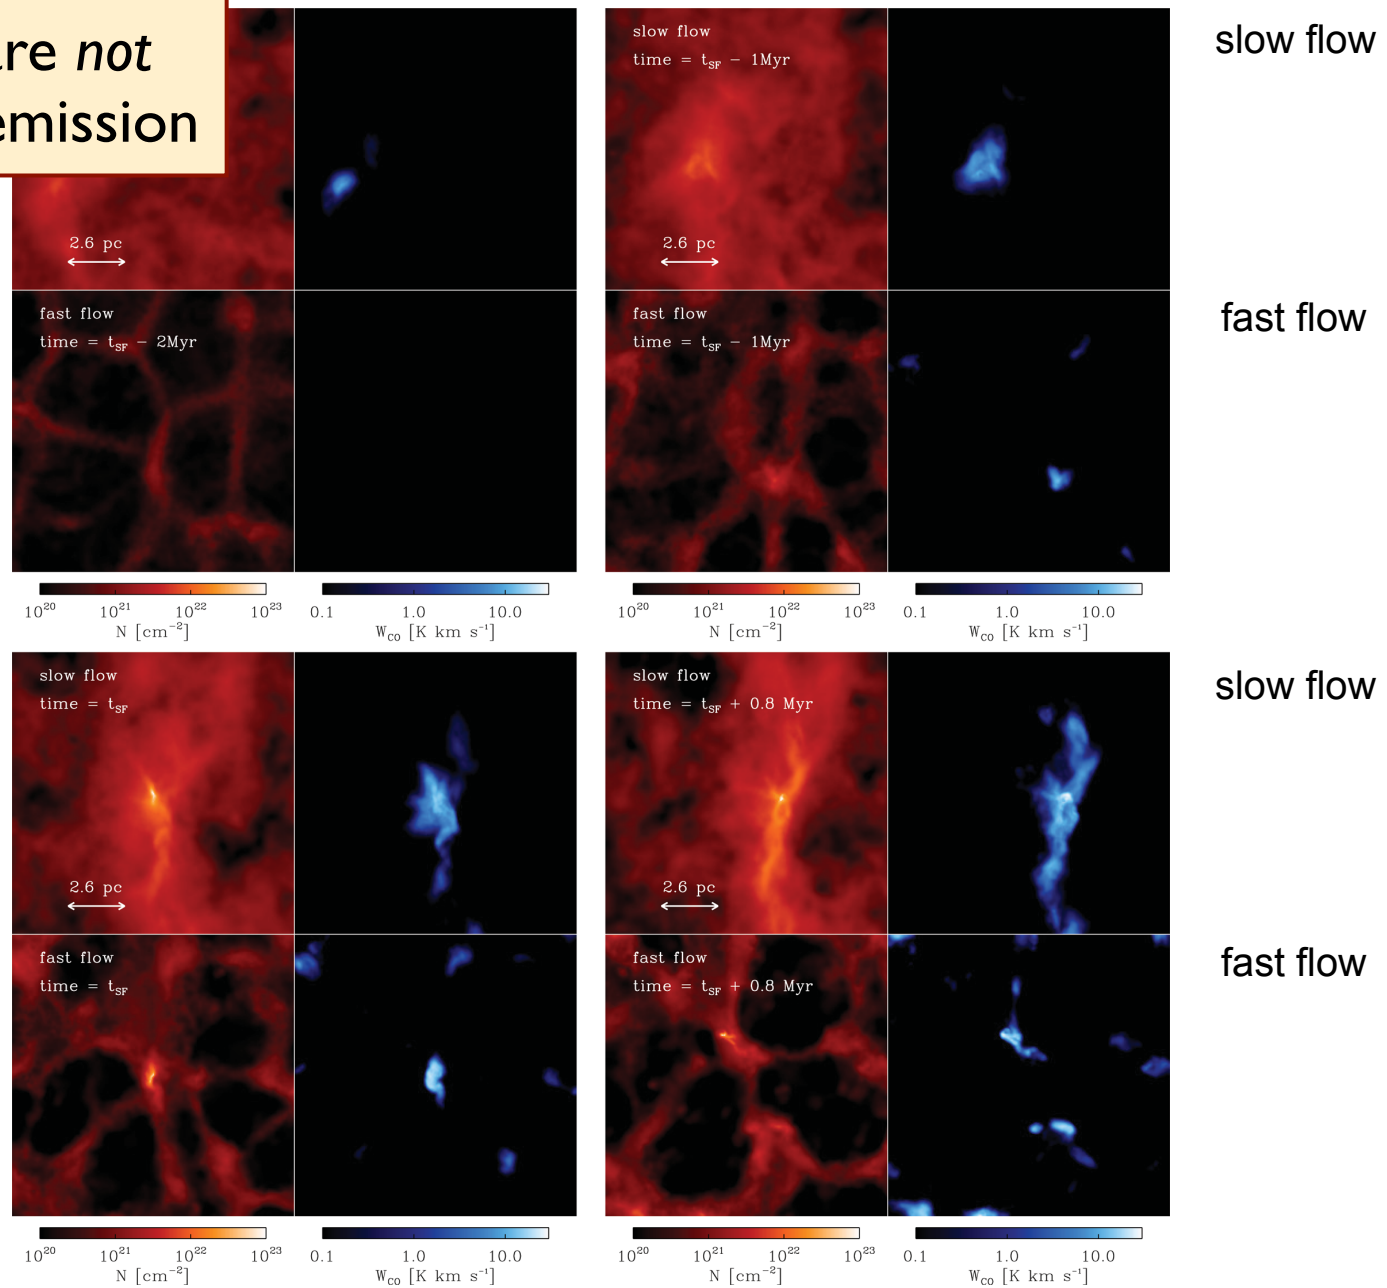 re not
emission
slow flow
time = t_SF − 1Myr
slow flow
2.6 pc
2.6 pc
fast flow
time = t_SF − 2Myr
fast flow
time = t_SF − 1Myr
fast flow
10^20 10^21 10^22 10^23
N [cm^−2]
0.1 1.0 10.0
W_CO [K km s^−1]
10^20 10^21 10^22 10^23
N [cm^−2]
0.1 1.0 10.0
W_CO [K km s^−1]
slow flow
time = t_SF
slow flow
time = t_SF + 0.8 Myr
slow flow
2.6 pc
2.6 pc
fast flow
time = t_SF
fast flow
time = t_SF + 0.8 Myr
fast flow
10^20 10^21 10^22 10^23
N [cm^−2]
0.1 1.0 10.0
W_CO [K km s^−1]
10^20 10^21 10^22 10^23
N [cm^−2]
0.1 1.0 10.0
W_CO [K km s^−1]